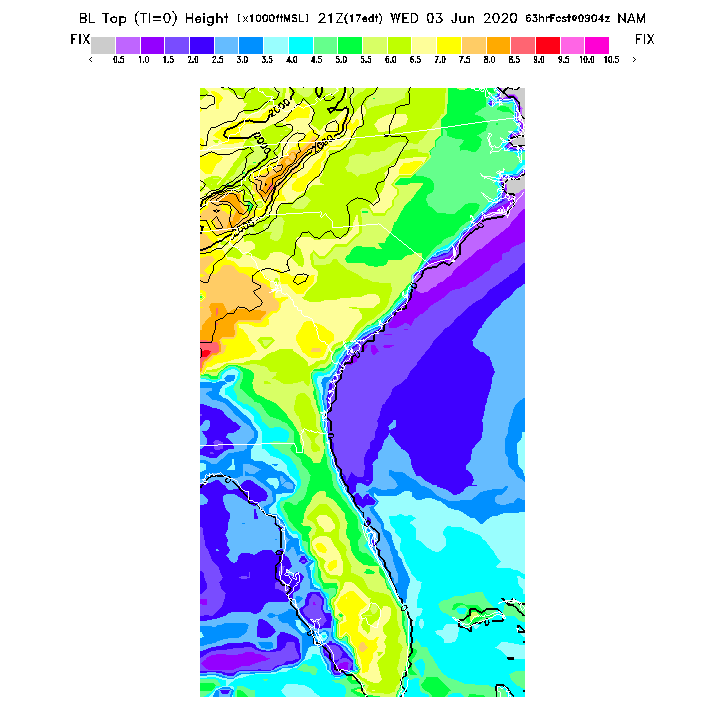 BL Top (TI=0) Height [x1000ftMSL] 21Z(17edt) WED 03 Jun 2020 63hrFcst@0904z NAM
FIX FIX
< 0.5 1.0 1.5 2.0 2.5 3.0 3.5 4.0 4.5 5.0 5.5 6.0 6.5 7.0 7.5 8.0 8.5 9.0 9.5 10.0 10.5 >
2000
2000
2000